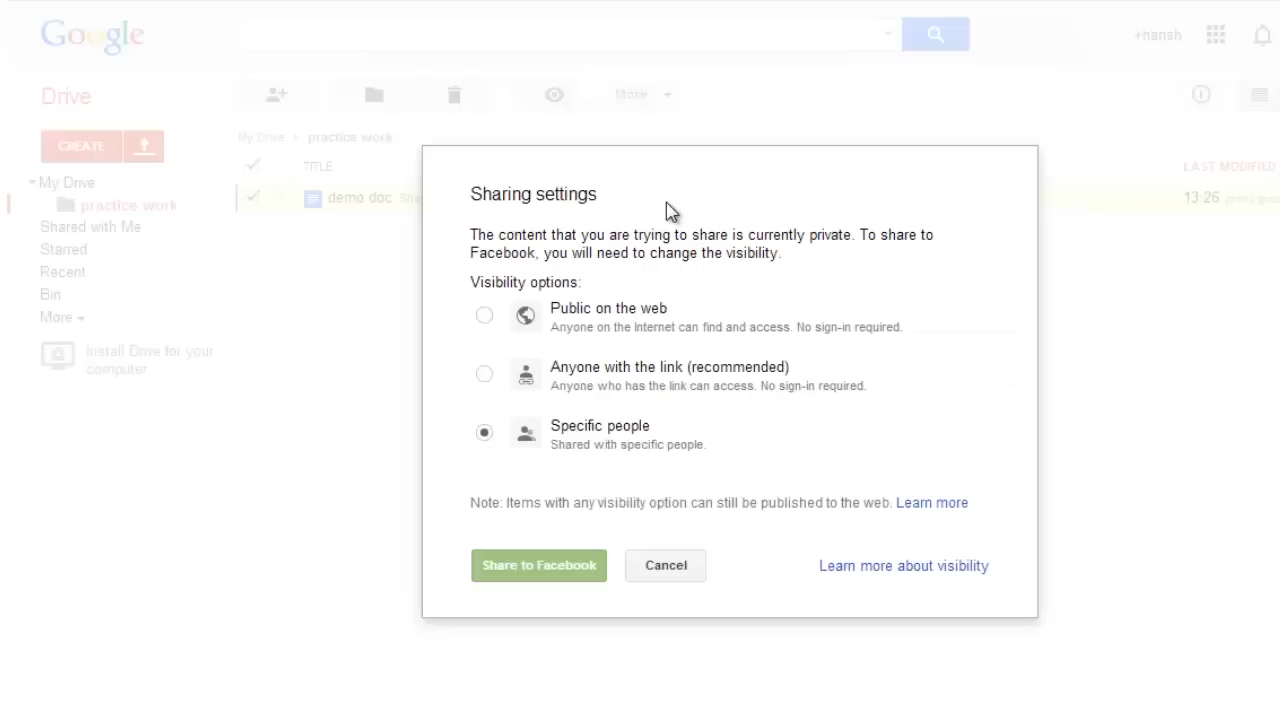 Google
+harsh
Drive
More
CREATE
My Drive
practice work
TITLE
LAST MODIFIED
My Drive
demo doc
13:26
practice work
Shared with Me
Starred
Recent
Bin
More
Install Drive for your
computer
Sharing settings
The content that you are trying to share is currently private. To share to
Facebook, you will need to change the visibility.
Visibility options:
Public on the web
Anyone on the Internet can find and access. No sign-in required.
Anyone with the link (recommended)
Anyone who has the link can access. No sign-in required.
Specific people
Shared with specific people.
Note: Items with any visibility option can still be published to the web. Learn more
Share to Facebook
Cancel
Learn more about visibility